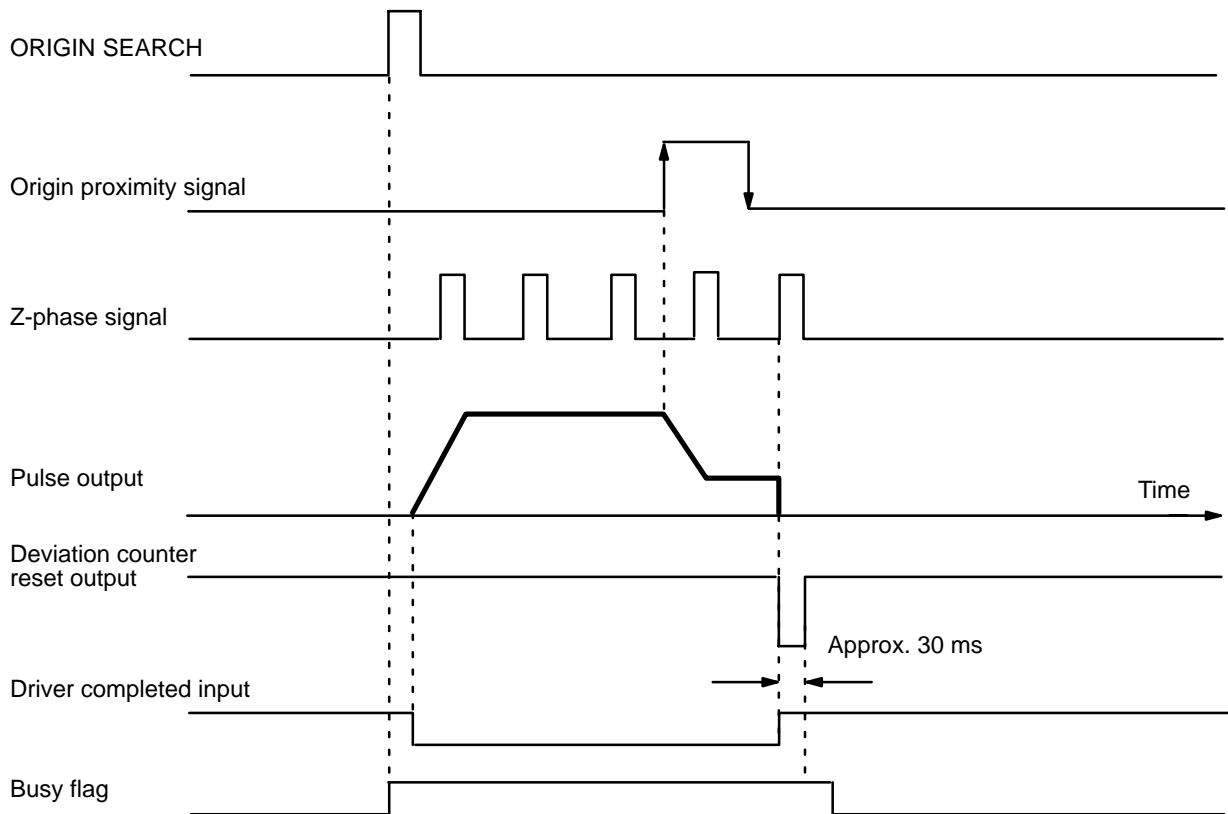 ORIGIN SEARCH
Origin proximity signal
Z-phase signal
Pulse output
Time
Deviation counter
reset output
Approx. 30 ms
Driver completed input
Busy flag